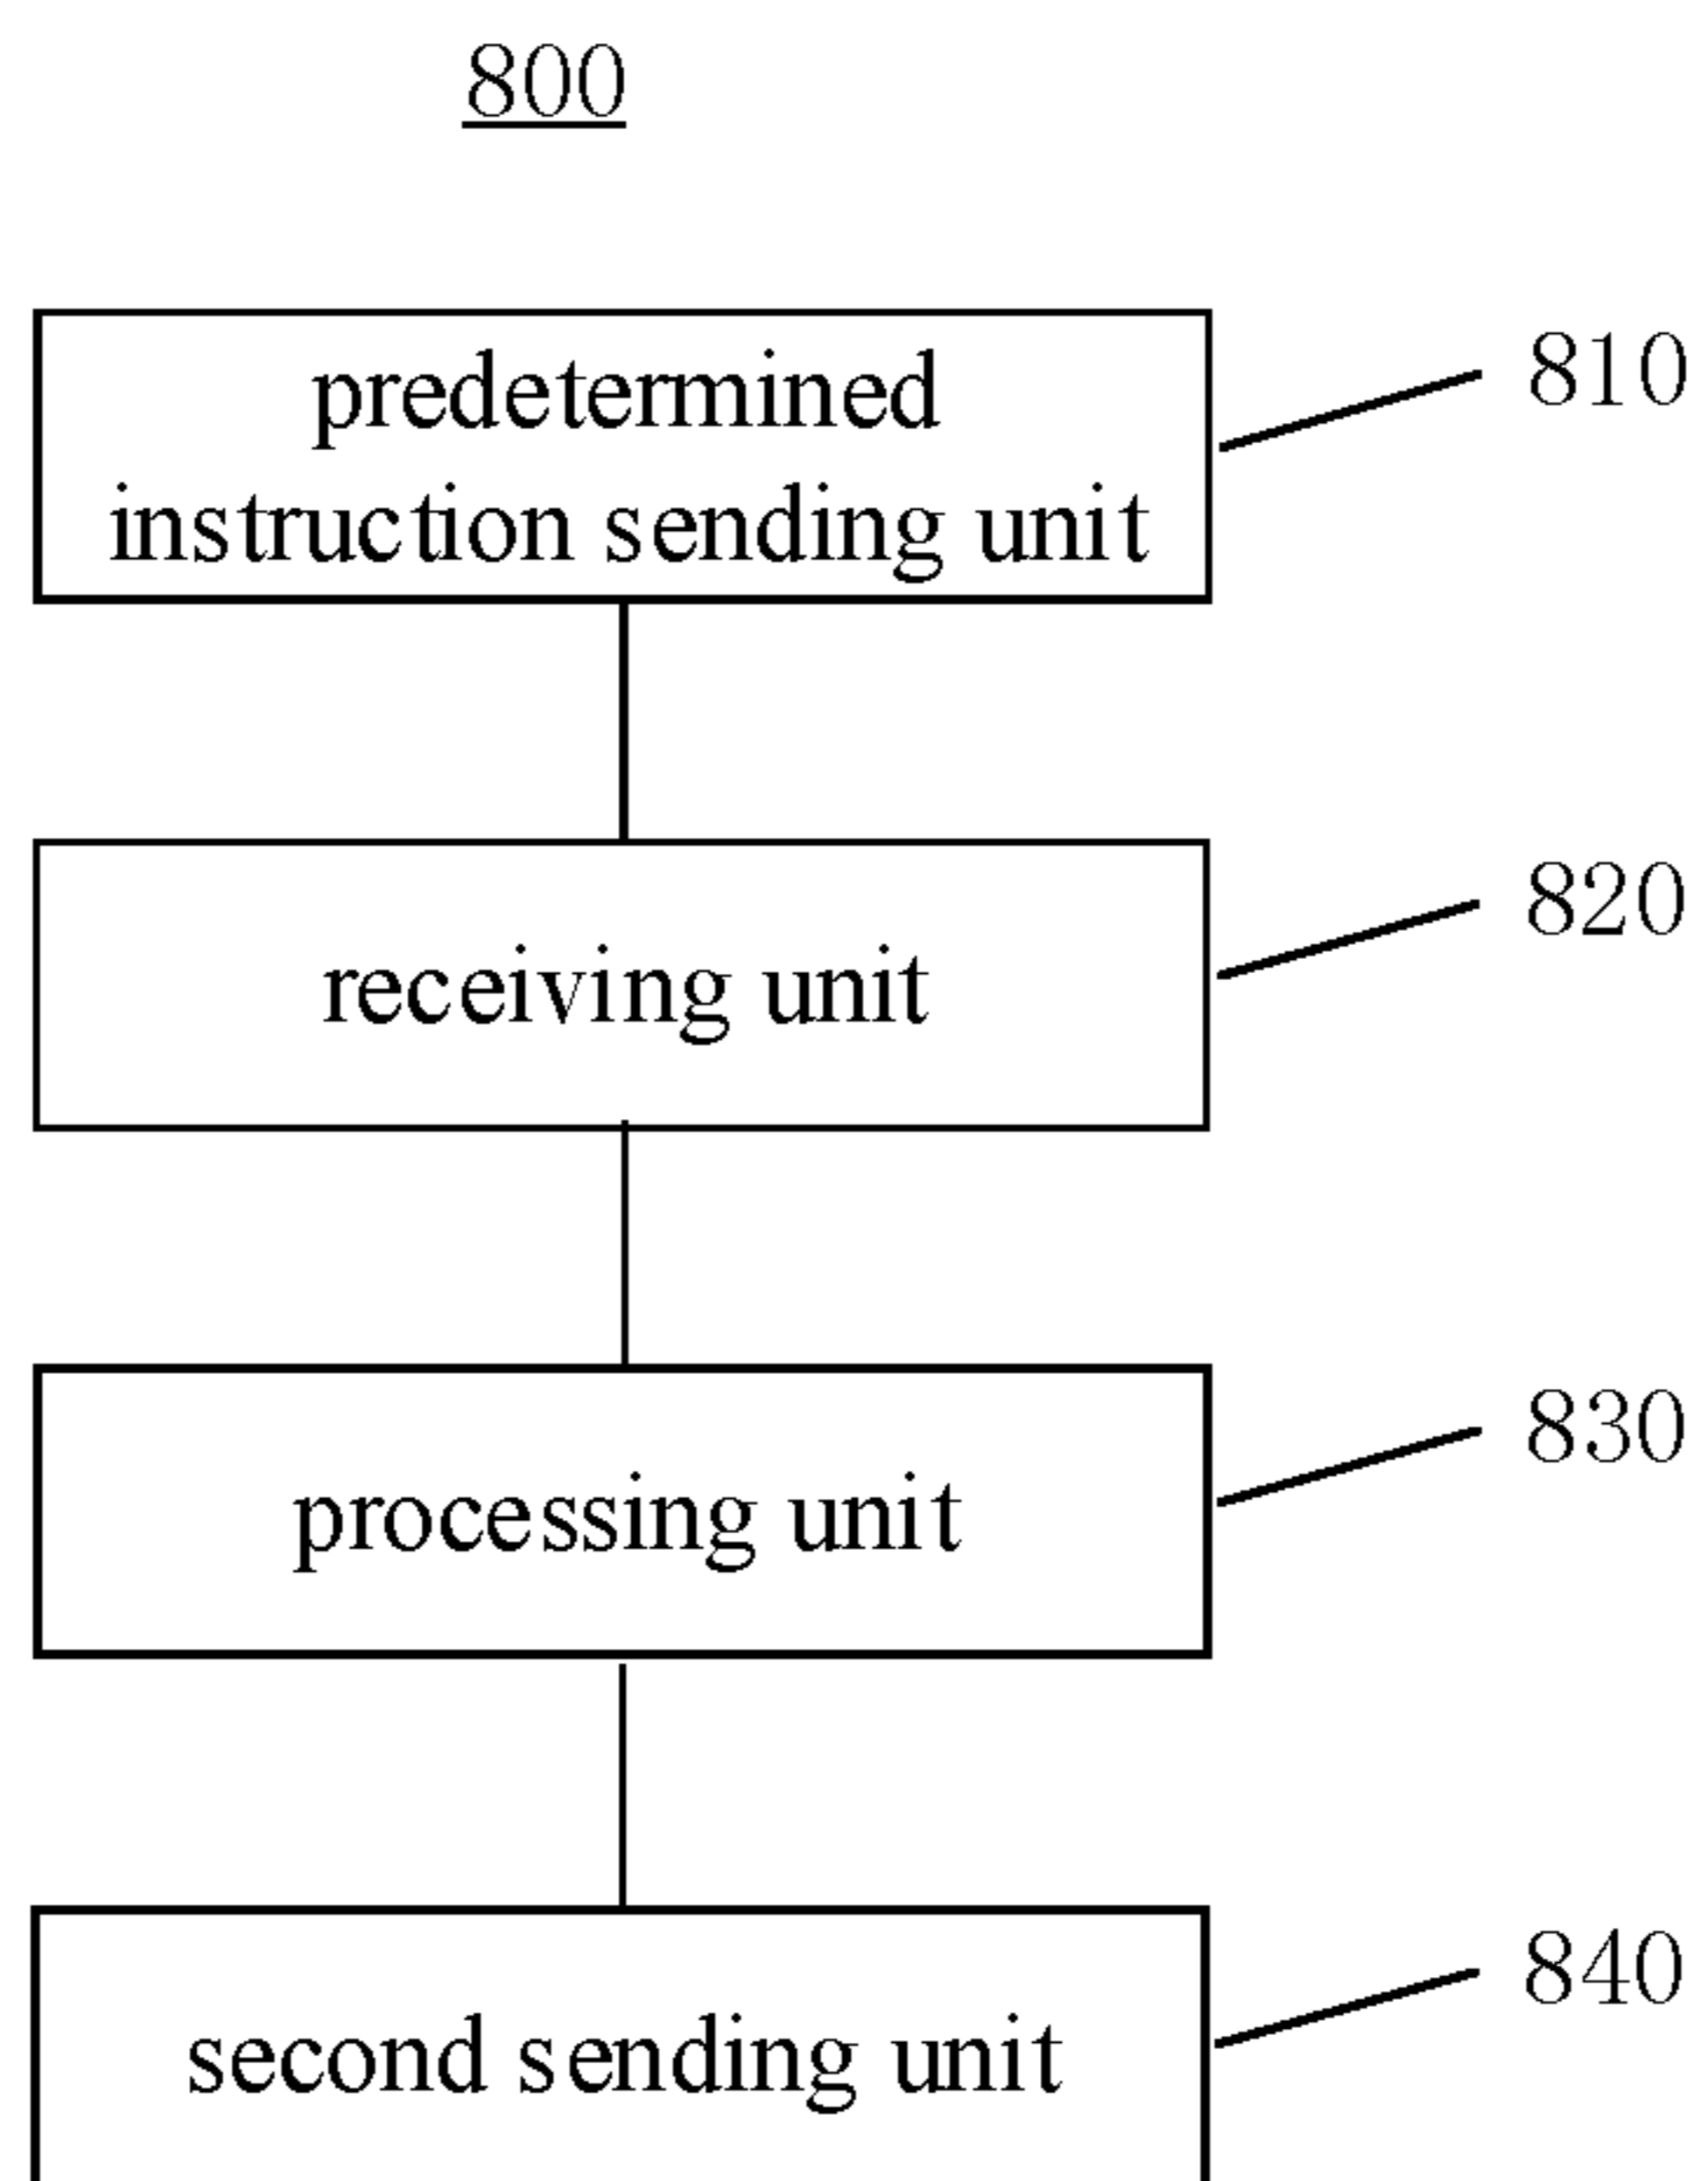 800
predetermined
instruction sending unit
810
receiving unit
820
processing unit
830
second sending unit
840